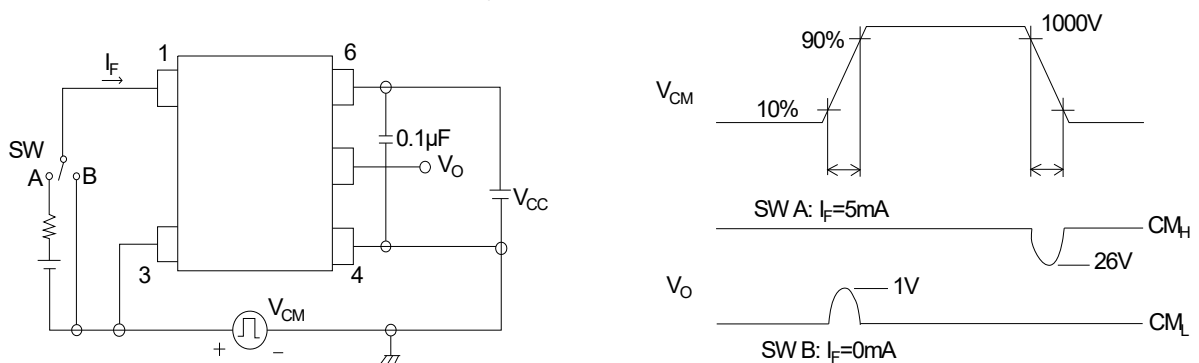 1
6
I_F
SW
A
B
0.1µF
V_O
V_CC
3
4
V_CM
+
-
1000V
90%
V_CM
10%
SW A: I_F=5mA
CM_H
26V
V_O
1V
CM_L
SW B: I_F=0mA